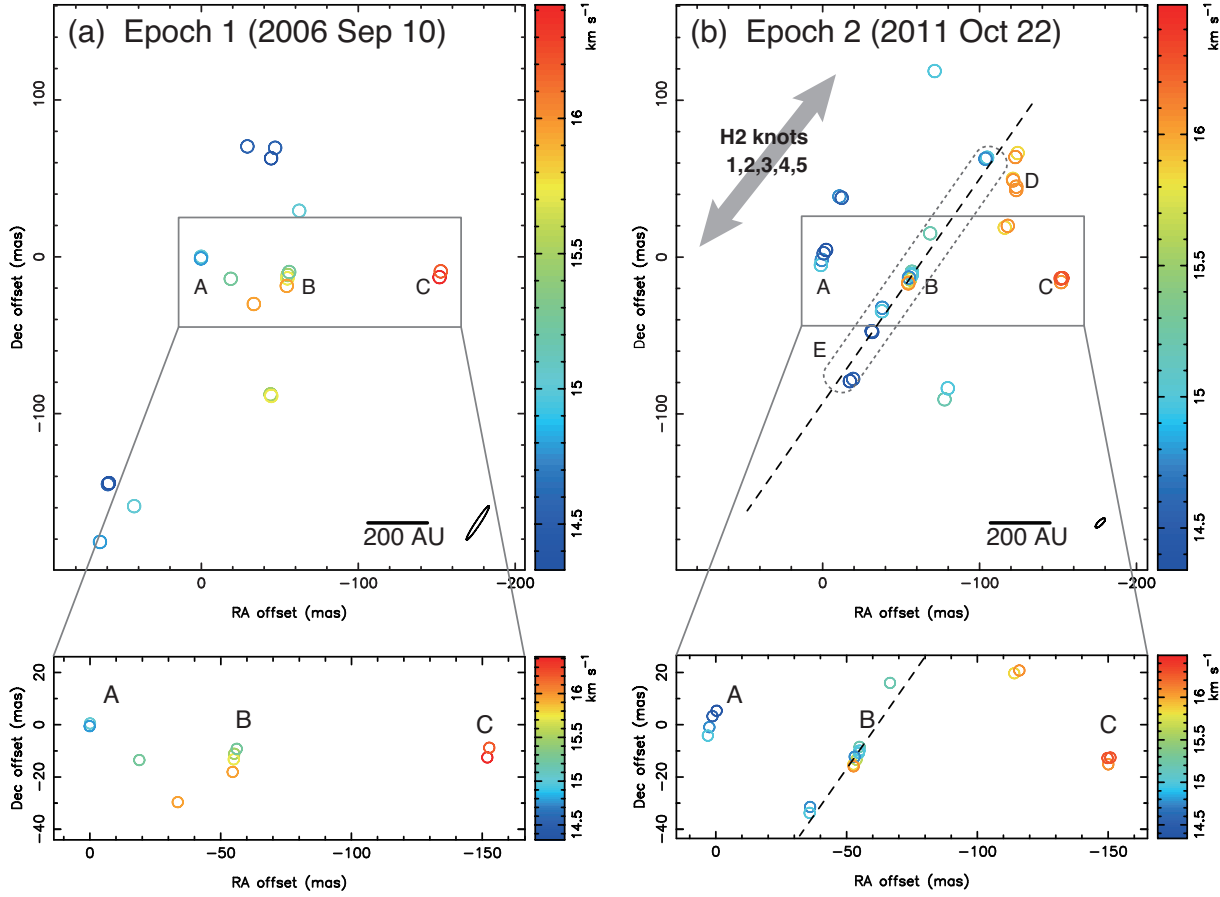 (a) Epoch 1 (2006 Sep 10)
km s⁻¹
16
15.5
15
14.5
Dec offset (mas)
100
0
−100
A
B
C
200 AU
0
−100
−200
RA offset (mas)
(b) Epoch 2 (2011 Oct 22)
km s⁻¹
16
15.5
15
14.5
Dec offset (mas)
100
0
−100
H2 knots
1,2,3,4,5
D
A
B
C
E
200 AU
0
−100
−200
RA offset (mas)
Dec offset (mas)
20
0
−20
−40
A
B
C
0
−50
−100
−150
RA offset (mas)
km s⁻¹
16
15.5
15
14.5
Dec offset (mas)
20
0
−20
−40
A
B
C
0
−50
−100
−150
RA offset (mas)
km s⁻¹
16
15.5
15
14.5